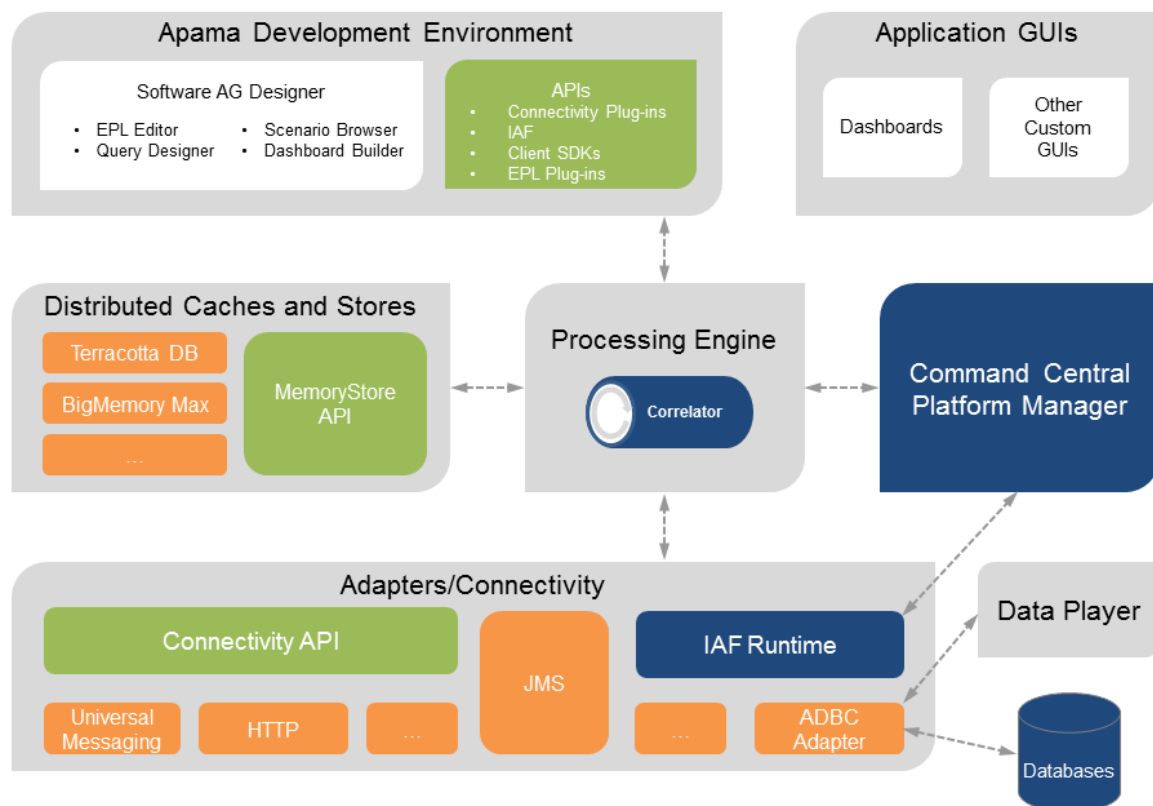 Apama Development Environment
Software AG Designer
• EPL Editor
• Query Designer
• Scenario Browser
• Dashboard Builder
APIs
• Connectivity Plug-ins
• IAF
• Client SDKs
• EPL Plug-ins
Application GUIs
Dashboards
Other
Custom
GUIs
Distributed Caches and Stores
Terracotta DB
BigMemory Max
...
MemoryStore
API
Processing Engine
Correlator
Command Central
Platform Manager
Adapters/Connectivity
Connectivity API
Universal
Messaging
HTTP
...
JMS
IAF Runtime
...
ADBC
Adapter
Data Player
Databases